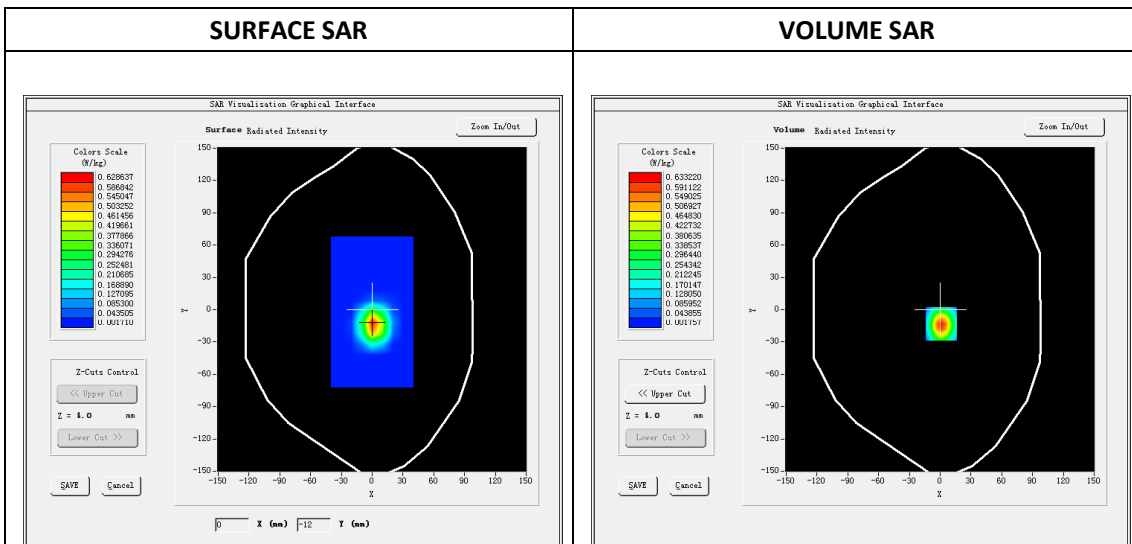 SURFACE SAR
VOLUME SAR
SAR Visualisation Graphical Interface
Surface Radiated Intensity
Zoom In/Out
Colors Scale
(W/kg)
0.628637
0.586842
0.545047
0.503252
0.461456
0.419661
0.377866
0.336071
0.294276
0.252481
0.210685
0.168890
0.127095
0.085300
0.043505
0.001710
Z-Cuts Control
<< Upper Cut
Z = 4.0 mm
Lower Cut >>
SAVE
Cancel
150
120
90
60
30
0
-30
-60
-90
-120
-150
Y
-150 -120 -90 -60 -30 0 30 60 90 120 150
X
0 X (mm) -12 Y (mm)
SAR Visualisation Graphical Interface
Volume Radiated Intensity
Zoom In/Out
Colors Scale
(W/kg)
0.633220
0.591122
0.549025
0.506927
0.464830
0.422732
0.380635
0.338537
0.296440
0.254342
0.212245
0.170147
0.128050
0.085952
0.043855
0.001757
Z-Cuts Control
<< Upper Cut
Z = 4.0 mm
Lower Cut >>
SAVE
Cancel
150
120
90
60
30
0
-30
-60
-90
-120
-150
Y
-150 -120 -90 -60 -30 0 30 60 90 120 150
X